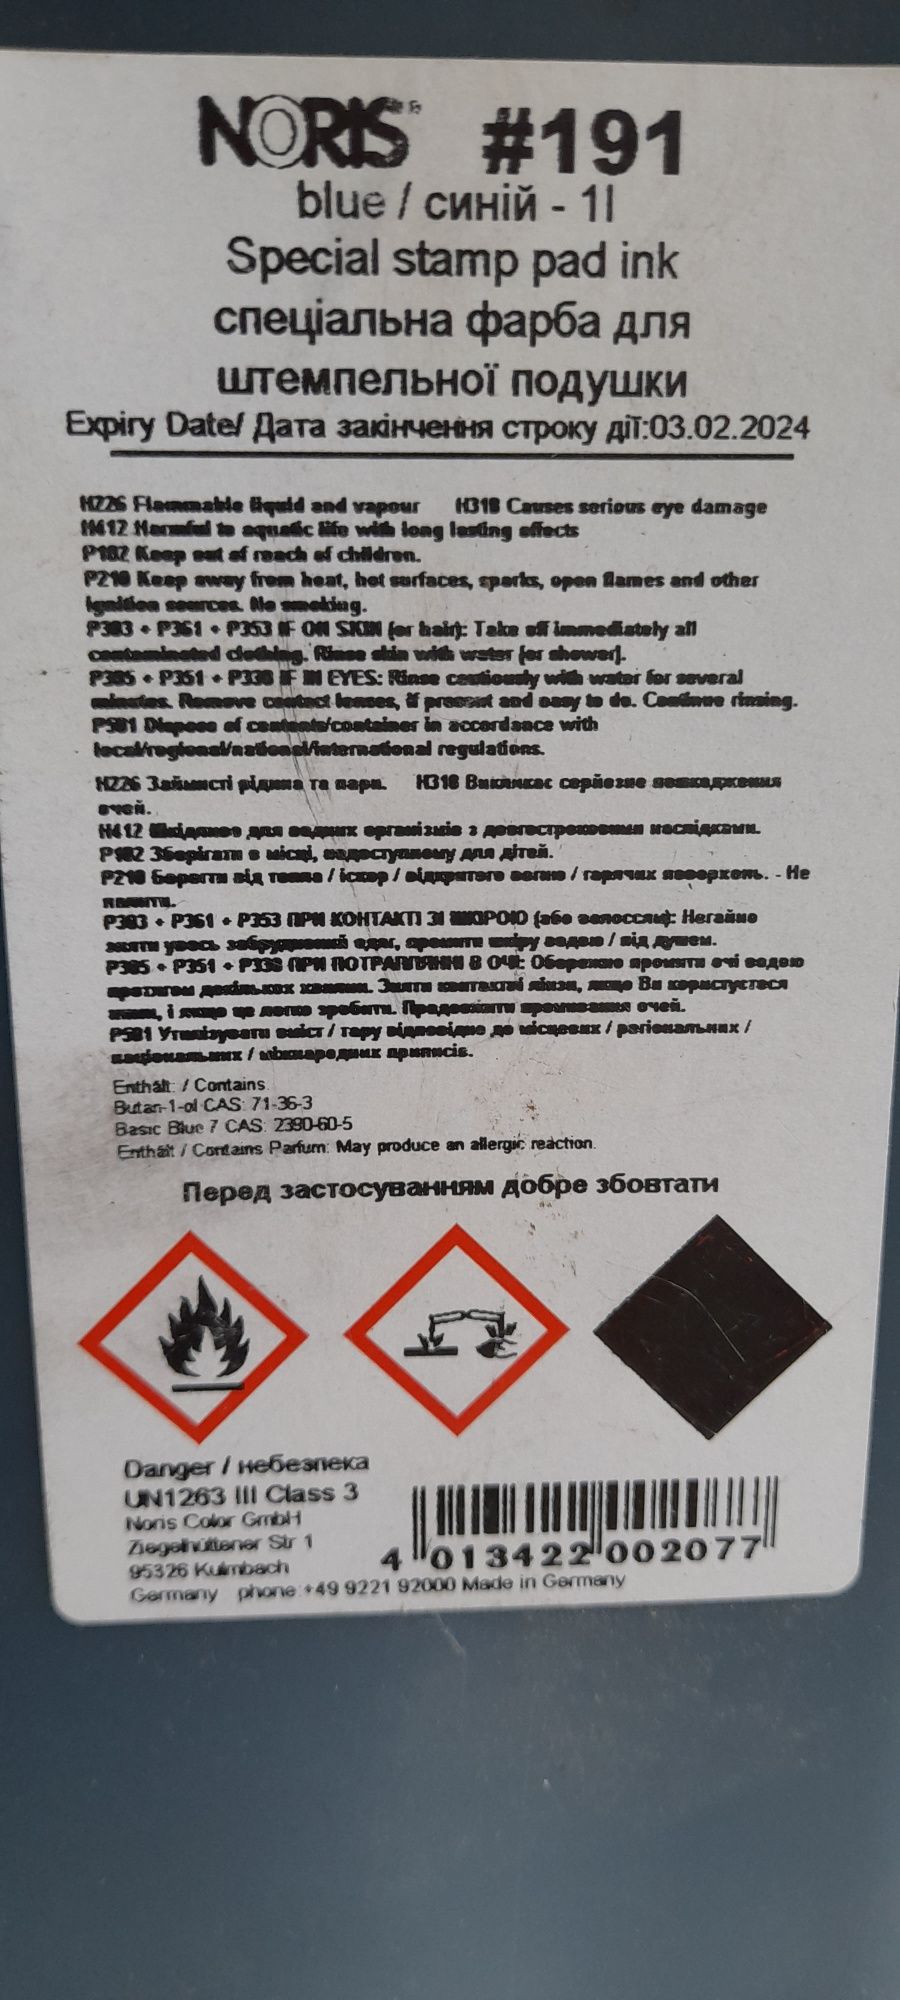 NORIS #191
blue / синій - 1l
Special stamp pad ink
спеціальна фарба для
штемпельної подушки
Expiry Date/ Дата закінчення строку дії:03.02.2024
H226 Flammable liquid and vapour H318 Causes serious eye damage
H412 Harmful to aquatic life with long lasting effects
P102 Keep out of reach of children.
P210 Keep away from heat, hot surfaces, sparks, open flames and other
ignition sources. No smoking.
P303 + P361 + P353 IF ON SKIN (or hair): Take off immediately all
contaminated clothing. Rinse skin with water [or shower].
P305 + P351 + P338 IF IN EYES: Rinse cautiously with water for several
minutes. Remove contact lenses, if present and easy to do. Continue rinsing.
P501 Dispose of contents/container in accordance with
local/regional/national/international regulations.
H226 Займисті рідина та пари. H318 Викликає серйозне пошкодження
очей.
H412 Шкідливо для водних організмів з довгостроковими наслідками.
P102 Зберігати в місці, недоступному для дітей.
P210 Берегти від тепла / іскор / відкритого вогню / гарячих поверхонь. - Не
палити.
P303 + P361 + P353 ПРИ КОНТАКТІ ЗІ ШКІРОЮ (або волоссям): Негайно
зняти увесь забруднений одяг, промити шкіру водою / під душем.
P305 + P351 + P338 ПРИ ПОТРАПЛЯННІ В ОЧІ: Обережно промити очі водою
протягом декількох хвилин. Зняти контактні лінзи, якщо Ви користуєтеся
ними, і якщо це легко зробити. Продовжити промивання очей.
P501 Утилізувати вміст / тару відповідно до місцевих / регіональних /
національних / міжнародних приписів.
Enthält: / Contains:
Butan-1-ol CAS: 71-36-3
Basic Blue 7 CAS: 2390-60-5
Enthält / Contains Parfum: May produce an allergic reaction.
Перед застосуванням добре збовтати
Danger / небезпека
UN1263 III Class 3
Noris Color GmbH
Ziegelhüttener Str 1
95326 Kulmbach
Germany phone:+49 9221 92000 Made in Germany
4 013422 002077